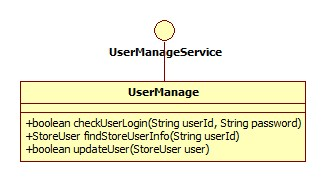 UserManageService
UserManage
+boolean checkUserLogin(String userId, String password)
+StoreUser findStoreUserInfo(String userId)
+boolean updateUser(StoreUser user)